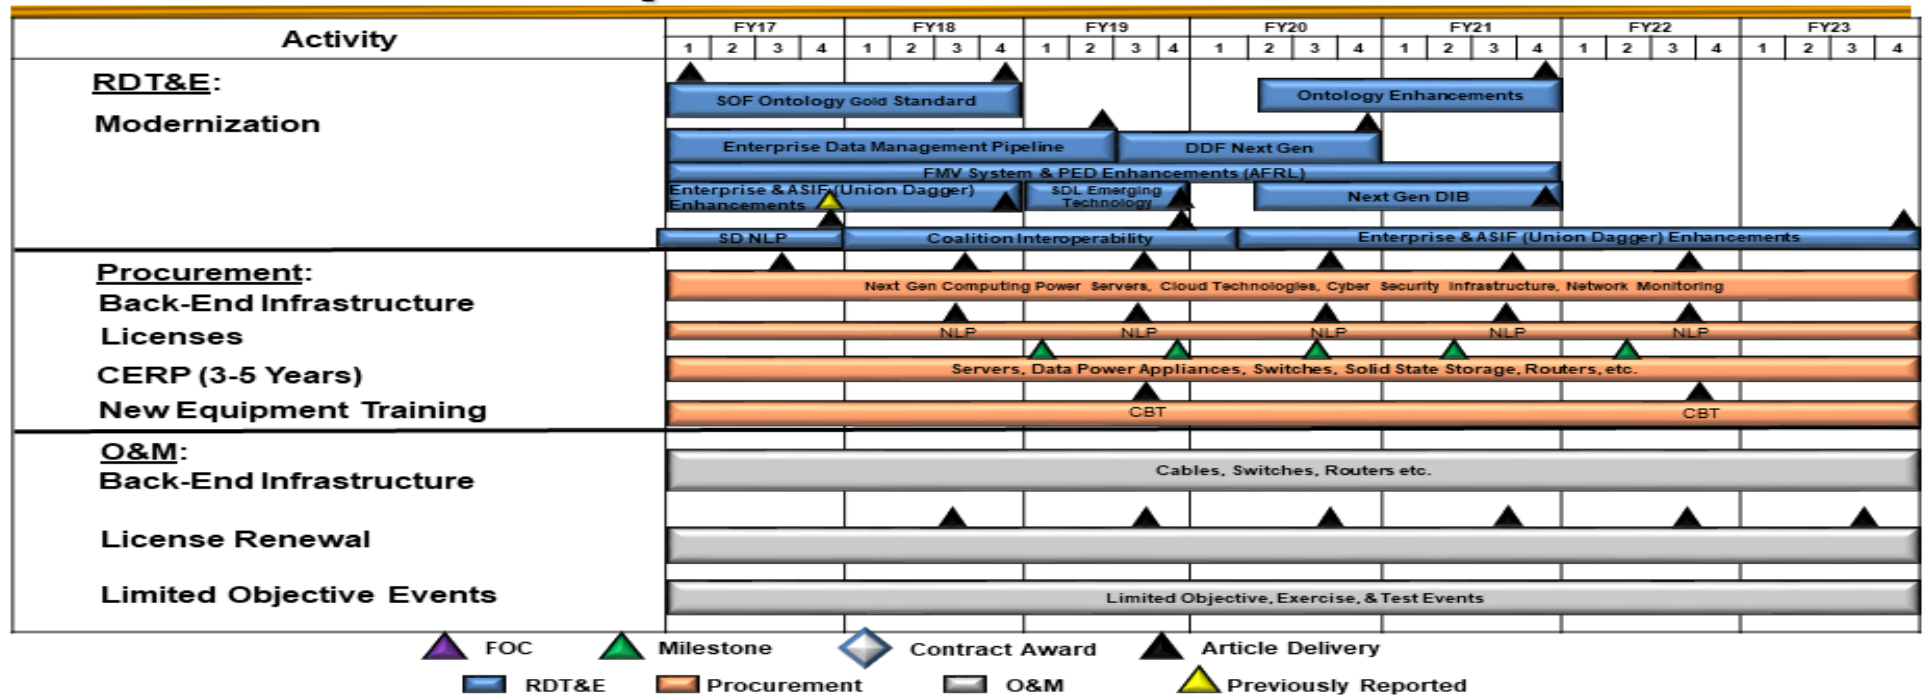 Activity
FY17 FY18 FY19 FY20 FY21 FY22 FY23
1 2 3 4 1 2 3 4 1 2 3 4 1 2 3 4 1 2 3 4 1 2 3 4 1 2 3 4
RDT&E:
SOF Ontology Gold Standard
Ontology Enhancements
Modernization
Enterprise Data Management Pipeline
DDF Next Gen
FMV System & PED Enhancements (AFRL)
Enterprise & ASIF (Union Dagger)
Enhancements
SDL Emerging
Technology
Next Gen DIB
SD NLP
Coalition Interoperability
Enterprise & ASIF (Union Dagger) Enhancements
Procurement:
Back-End Infrastructure
Next Gen Computing Power Servers, Cloud Technologies, Cyber Security Infrastructure, Network Monitoring
Licenses
NLP NLP NLP NLP NLP
CERP (3-5 Years)
Servers, Data Power Appliances, Switches, Solid State Storage, Routers, etc.
New Equipment Training
CBT CBT
O&M:
Back-End Infrastructure
Cables, Switches, Routers etc.
License Renewal
Limited Objective Events
Limited Objective, Exercise, & Test Events
FOC Milestone Contract Award Article Delivery
RDT&E Procurement O&M Previously Reported